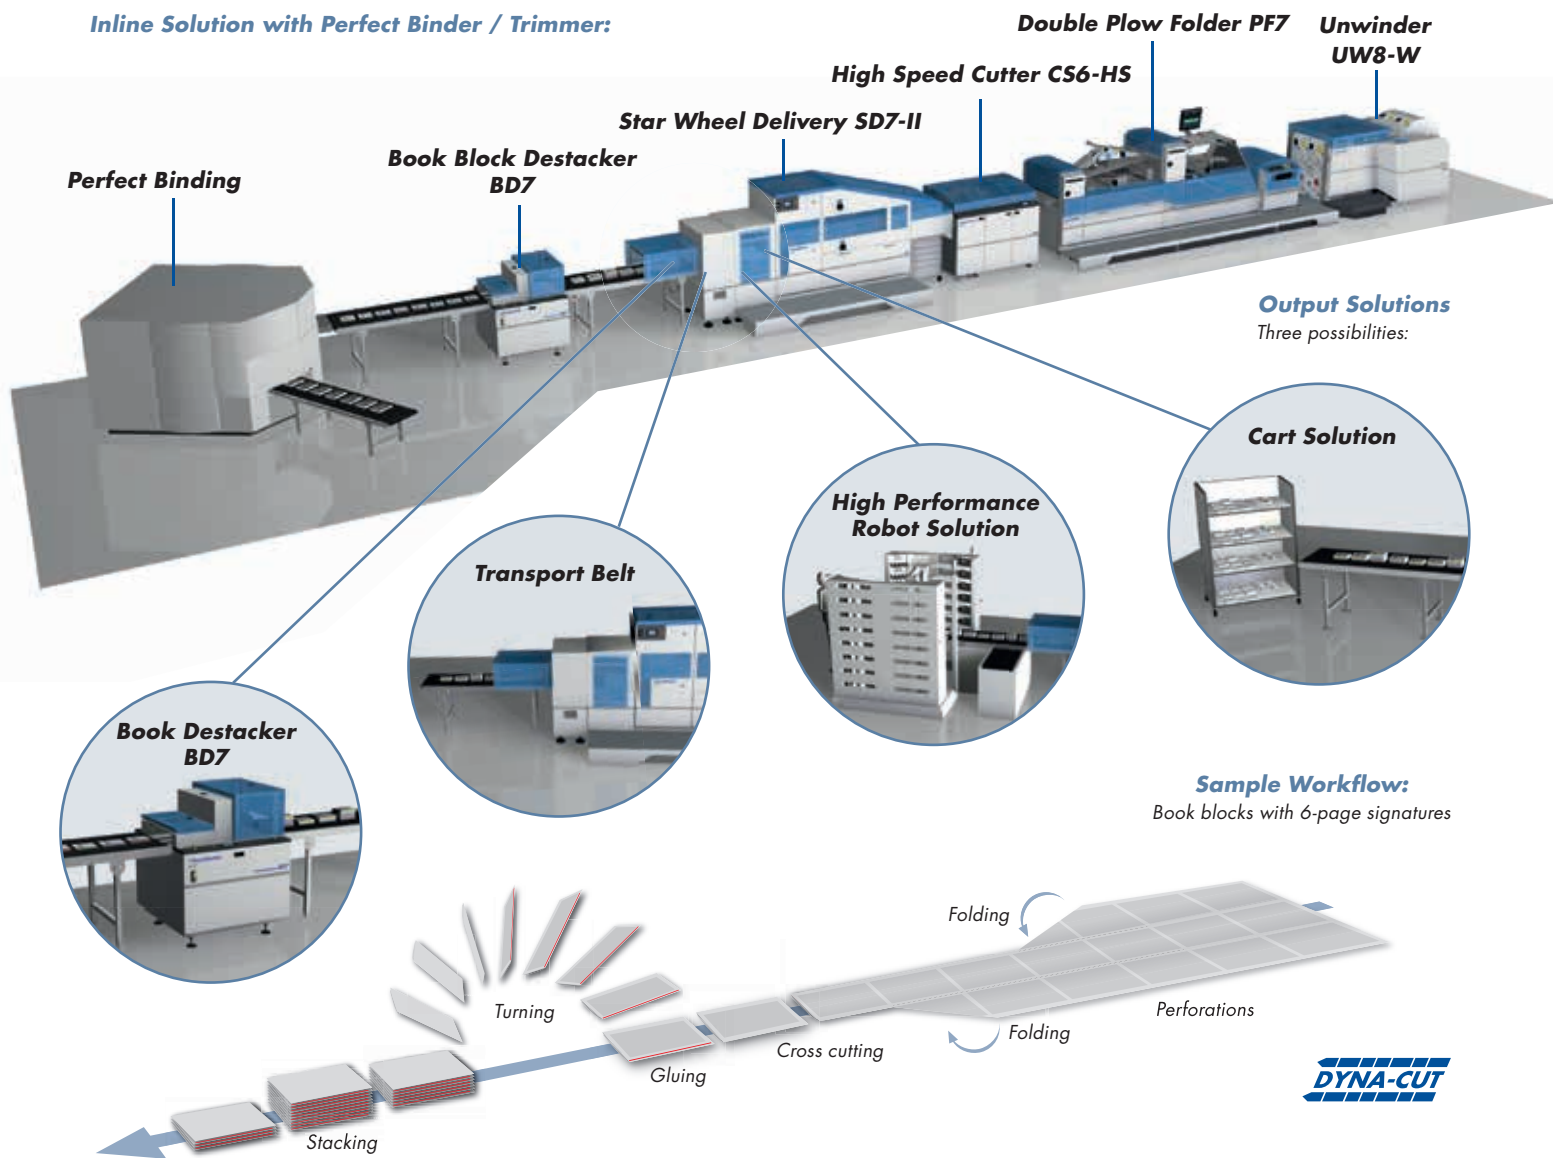 Inline Solution with Perfect Binder / Trimmer:
Double Plow Folder PF7
Unwinder
UW8-W
High Speed Cutter CS6-HS
Star Wheel Delivery SD7-II
Book Block Destacker
BD7
Perfect Binding
Output Solutions
Three possibilities:
Cart Solution
High Performance
Robot Solution
Transport Belt
Book Destacker
BD7
Sample Workflow:
Book blocks with 6-page signatures
Folding
Perforations
Folding
Cross cutting
Gluing
Turning
Stacking
DYNA-CUT